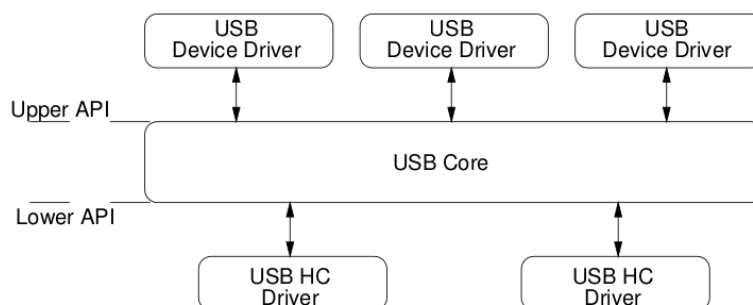 USB USB USB
Device Driver Device Driver Device Driver
Upper API
USB Core
Lower API
USB HC USB HC
Driver Driver